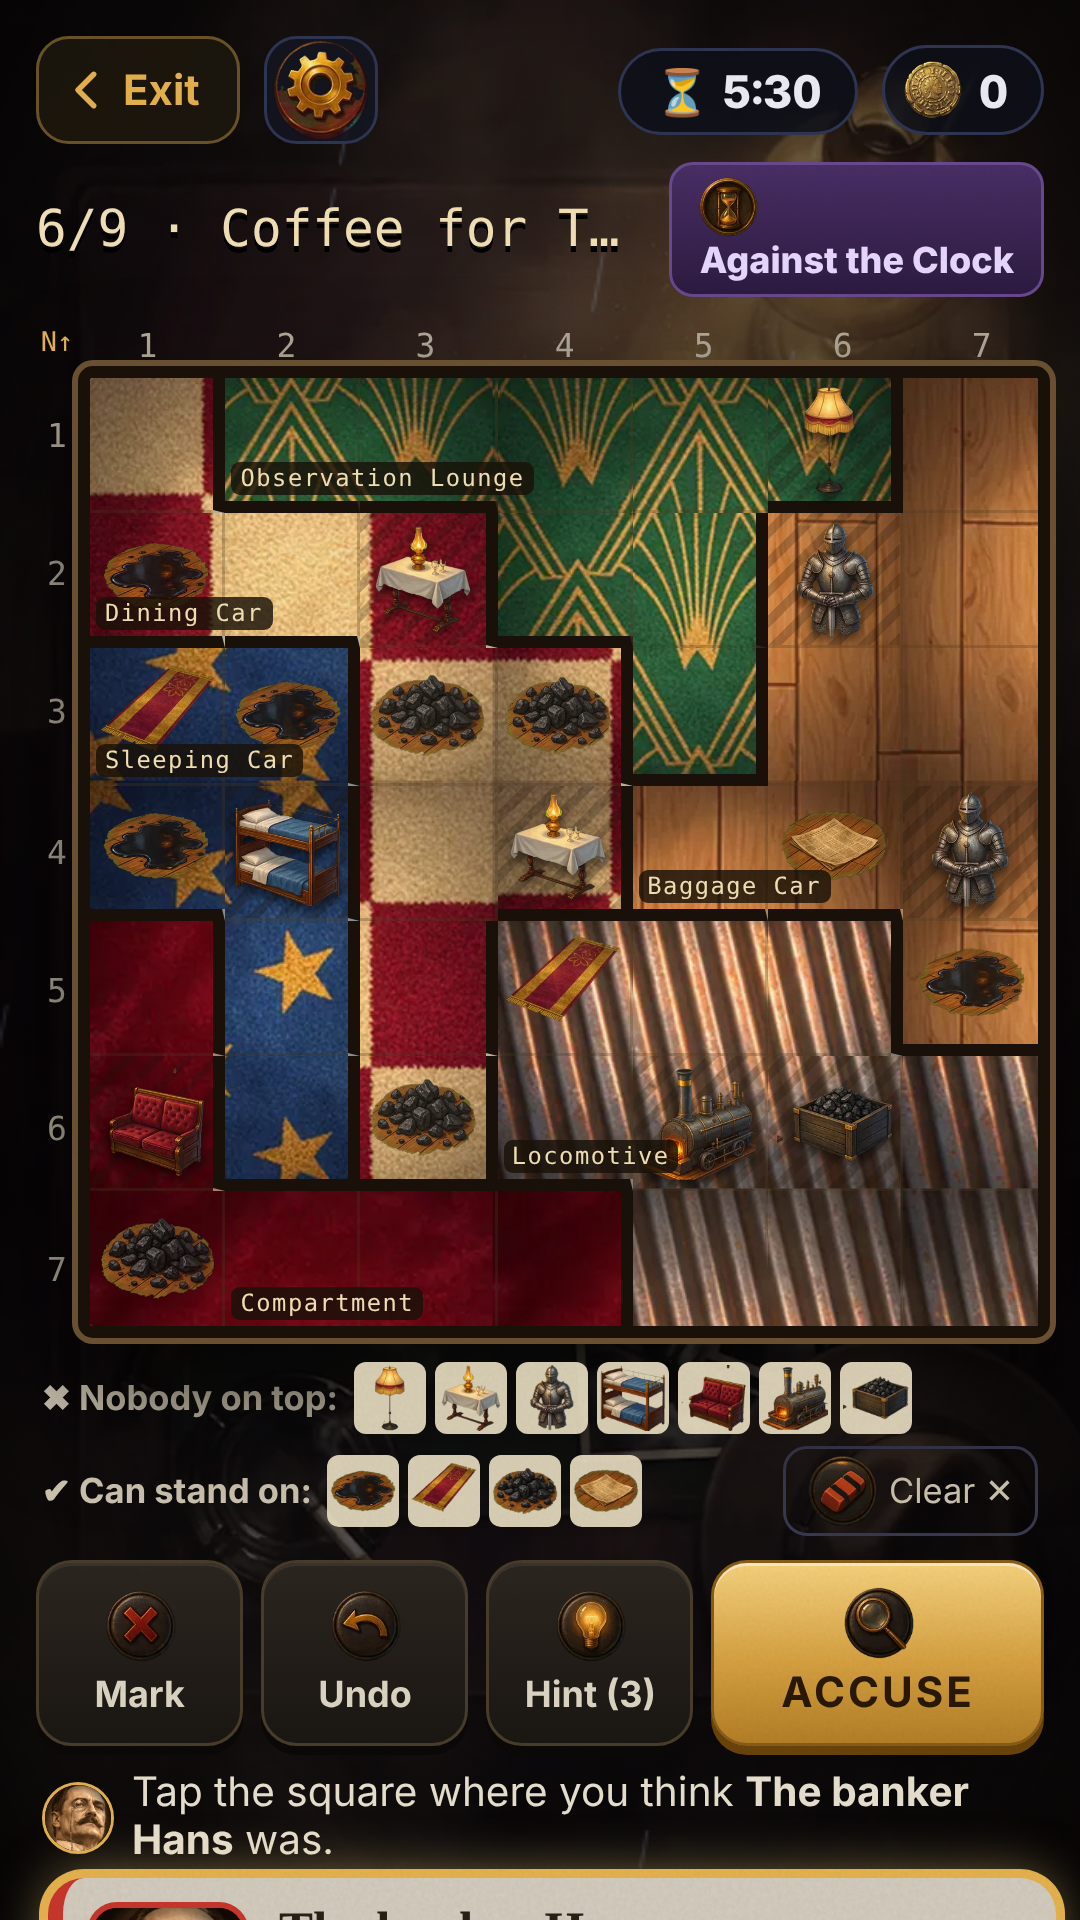 Exit
5:30
0
6/9 · Coffee for T…
Against the Clock
N↑ 1 2 3 4 5 6 7
1
Observation Lounge
2
Dining Car
3
Sleeping Car
4
Baggage Car
5
6
Locomotive
7
Compartment
✖ Nobody on top:
✔ Can stand on:
Clear ✕
Mark
Undo
Hint (3)
ACCUSE
Tap the square where you think The banker
Hans was.